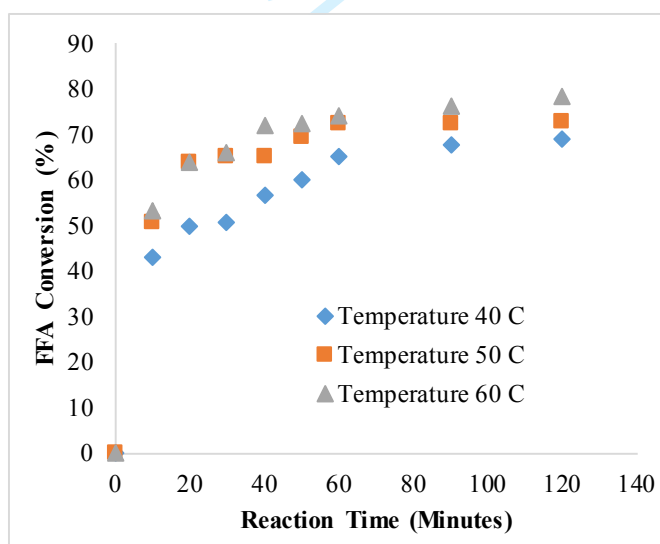 90
80
70
60
50
40
30
20
10
0
FFA Conversion (%)
Temperature 40 C
Temperature 50 C
Temperature 60 C
0 20 40 60 80 100 120 140
Reaction Time (Minutes)